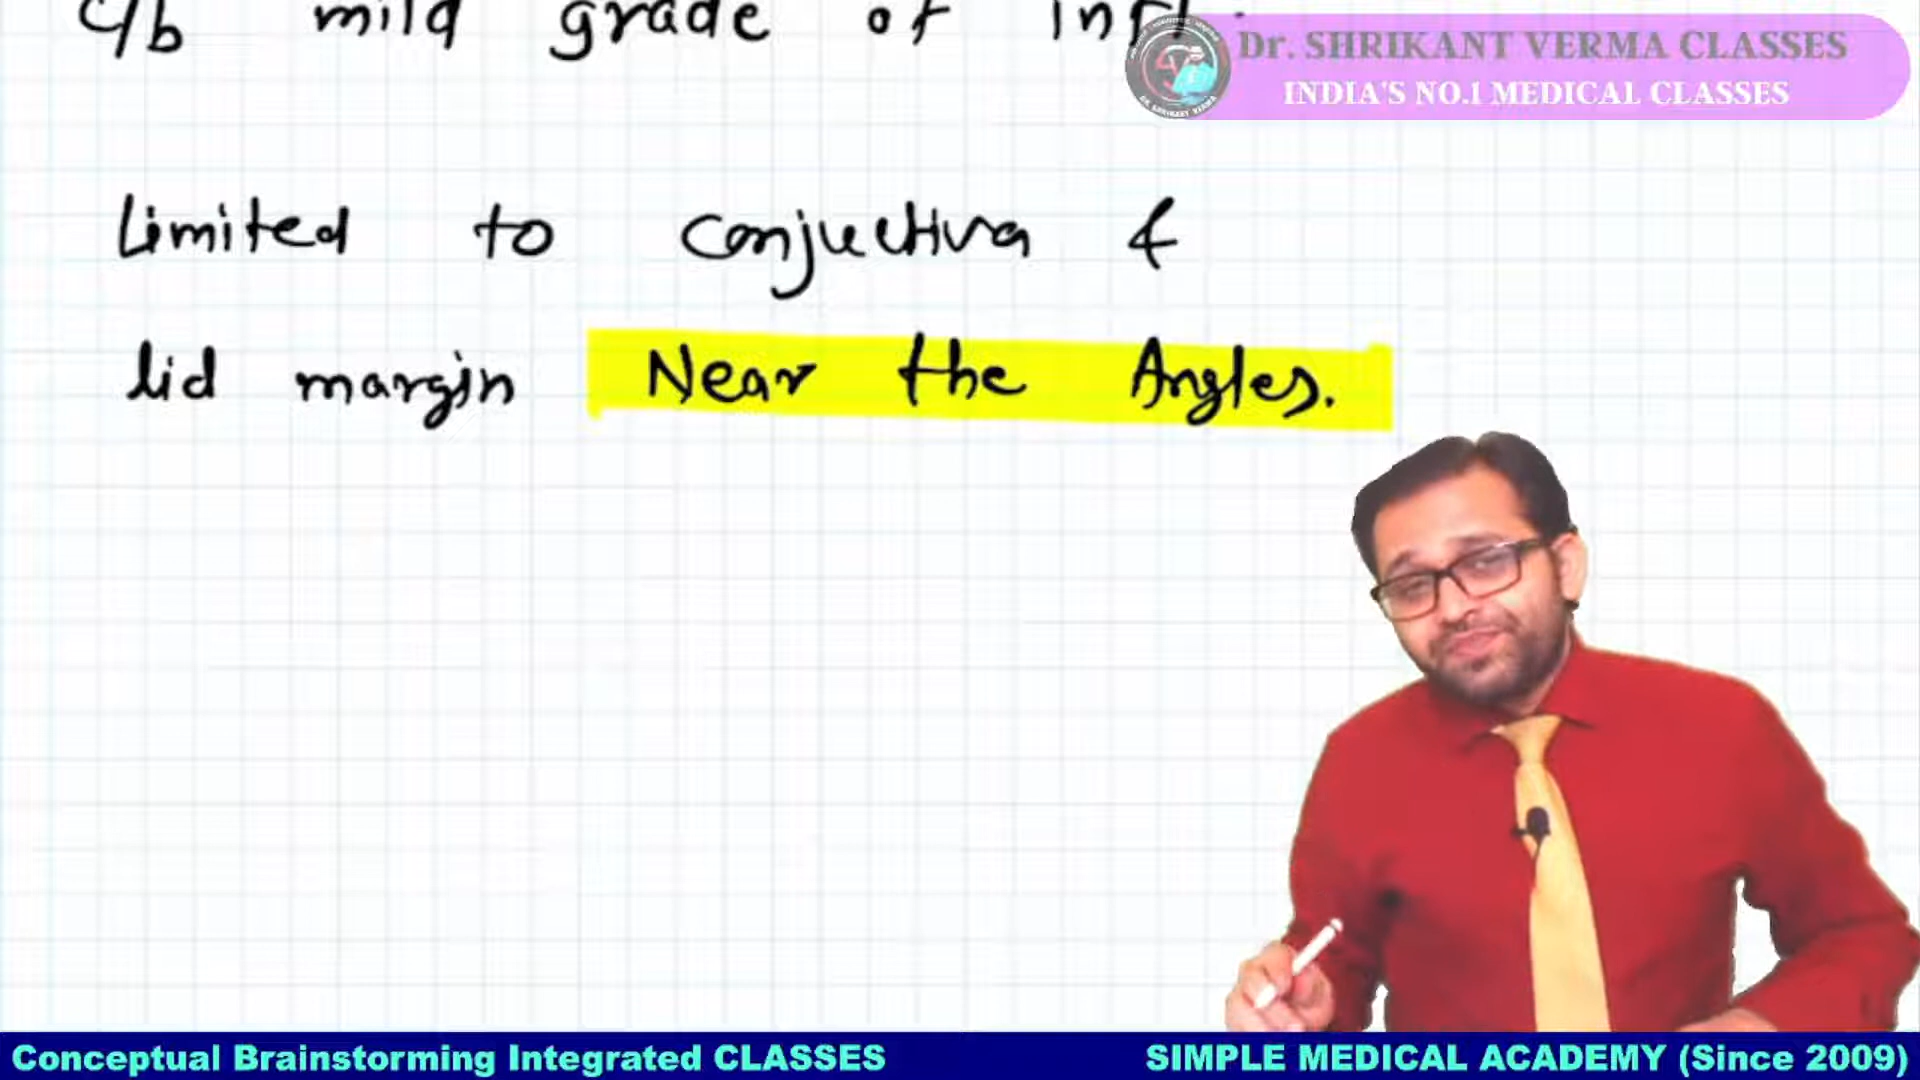 C/b mild grade of Infl.
Dr. SHRIKANT VERMA CLASSES
INDIA'S NO.1 MEDICAL CLASSES
Limited to Conjuctiva &
lid margin Near the Angles.
Conceptual Brainstorming Integrated CLASSES
SIMPLE MEDICAL ACADEMY (Since 2009)